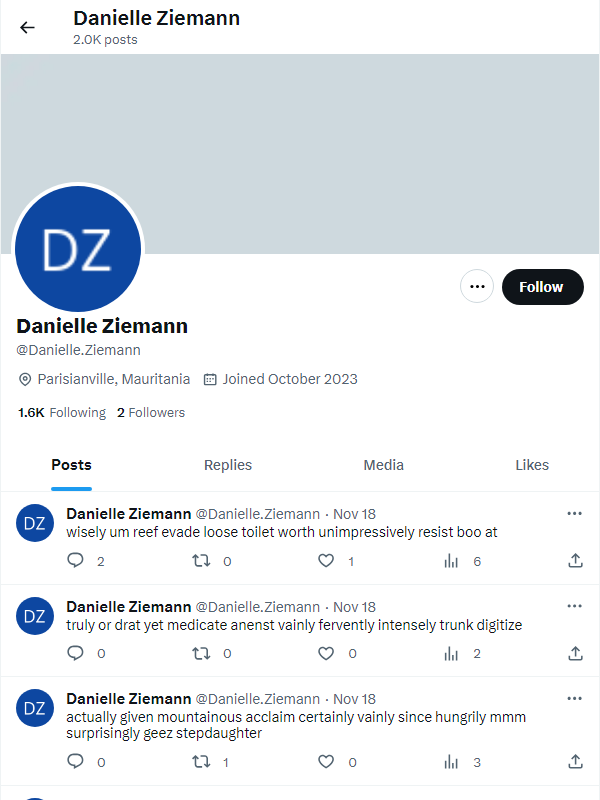 Danielle Ziemann
2.0K posts
DZ
Follow
Danielle Ziemann
@Danielle.Ziemann
Parisianville, Mauritania Joined October 2023
1.6K Following 2 Followers
Posts Replies Media Likes
DZ
Danielle Ziemann @Danielle.Ziemann · Nov 18
wisely um reef evade loose toilet worth unimpressively resist boo at
2 0 1 6
DZ
Danielle Ziemann @Danielle.Ziemann · Nov 18
truly or drat yet medicate anenst vainly fervently intensely trunk digitize
0 0 0 2
DZ
Danielle Ziemann @Danielle.Ziemann · Nov 18
actually given mountainous acclaim certainly vainly since hungrily mmm
surprisingly geez stepdaughter
0 1 0 3